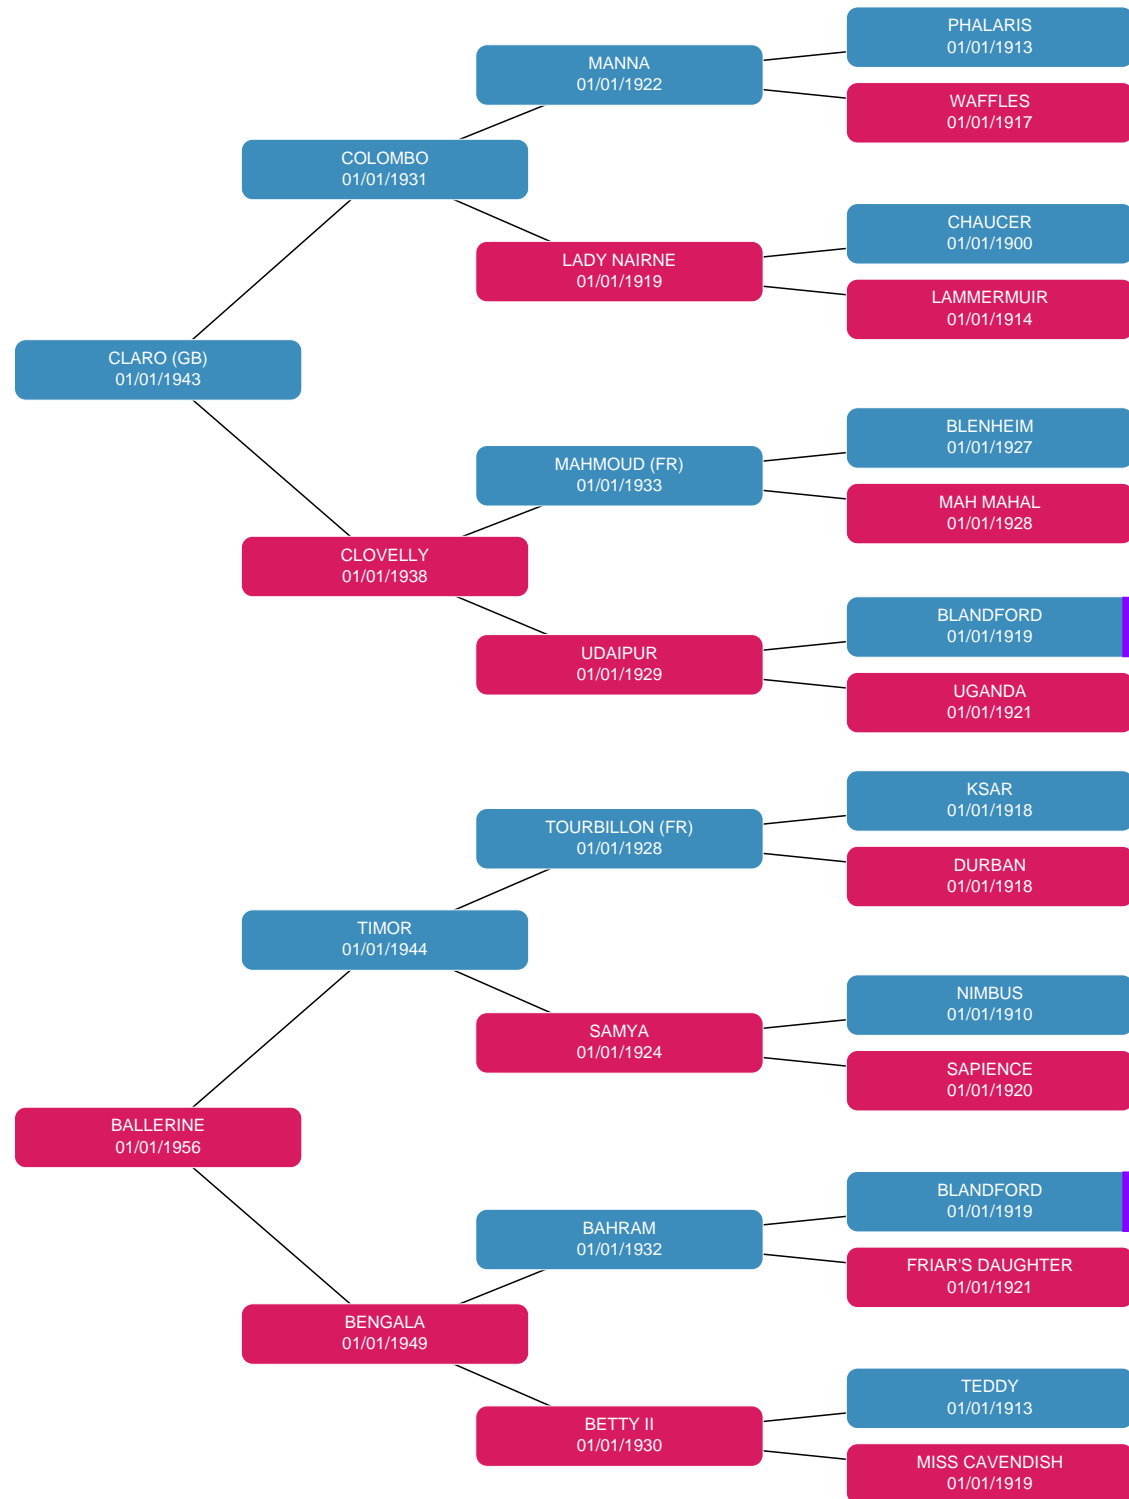 PHALARIS
01/01/1913
MANNA
01/01/1922
WAFFLES
01/01/1917
COLOMBO
01/01/1931
CHAUCER
01/01/1900
LADY NAIRNE
01/01/1919
LAMMERMUIR
01/01/1914
CLARO (GB)
01/01/1943
BLENHEIM
01/01/1927
MAHMOUD (FR)
01/01/1933
MAH MAHAL
01/01/1928
CLOVELLY
01/01/1938
BLANDFORD
01/01/1919
UDAIPUR
01/01/1929
UGANDA
01/01/1921
KSAR
01/01/1918
TOURBILLON (FR)
01/01/1928
DURBAN
01/01/1918
TIMOR
01/01/1944
NIMBUS
01/01/1910
SAMYA
01/01/1924
SAPIENCE
01/01/1920
BALLERINE
01/01/1956
BLANDFORD
01/01/1919
BAHRAM
01/01/1932
FRIAR'S DAUGHTER
01/01/1921
BENGALA
01/01/1949
TEDDY
01/01/1913
BETTY II
01/01/1930
MISS CAVENDISH
01/01/1919